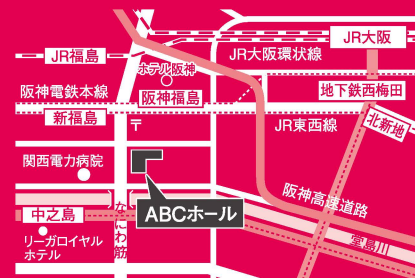 JR大阪
JR福島
JR大阪環状線
ホテル阪神
阪神電鉄本線
阪神福島
地下鉄西梅田
新福島
〒
JR東西線
北新地
関西電力病院
ABCホール
阪神高速道路
中之島
なにわ筋
リーガロイヤル
ホテル
堂島川